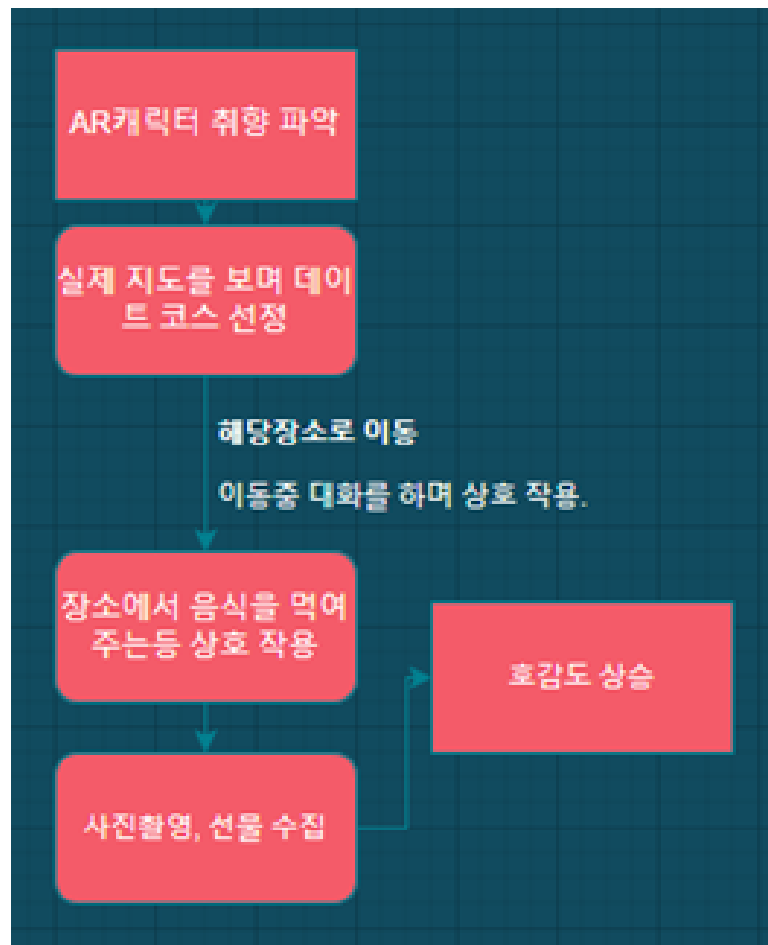 AR캐릭터 취향 파악
실제 지도를 보며 데이
트 코스 선정
해당장소로 이동
이동중 대화를 하며 상호 작용.
장소에서 음식을 먹여
주는등 상호 작용
호감도 상승
사진촬영, 선물 수집